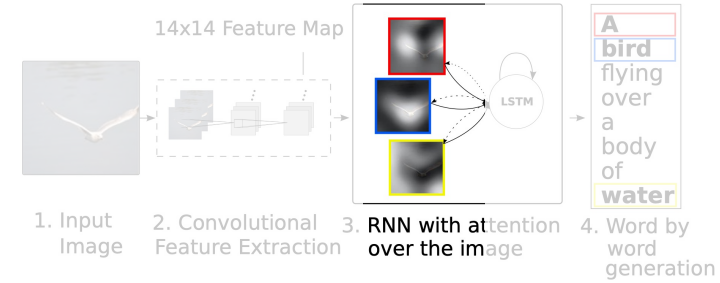 14x14 Feature Map
LSTM
A
bird
flying
over
a
body
of
water
1. Input
Image
2. Convolutional
Feature Extraction
3. RNN with attention
over the image
4. Word by
word
generation